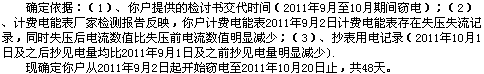 确定依据:(1)、你户提供的检讨书交代时间(2011年9月至10月期间窃电);(2)
、计费电能表厂家检测报告反映,你户计费电能表2011年9月2日计费电能表存在失压失流记
录,同时失压后电流数值比失压前电流数值明显减少;(3)、抄表用电记录(2011年10月1
日及之后抄见电量均比2011年9月1日及之前抄见电量明显减少).
现确定你户从2011年9月2日起开始窃电至2011年10月20日止,共48天。